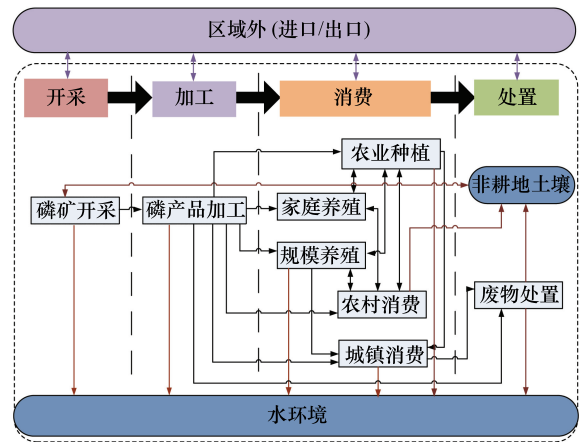 区域外 (进口/出口)
开采
加工
消费
处置
农业种植
非耕地土壤
磷矿开采
磷产品加工
家庭养殖
规模养殖
农村消费
废物处置
城镇消费
水环境